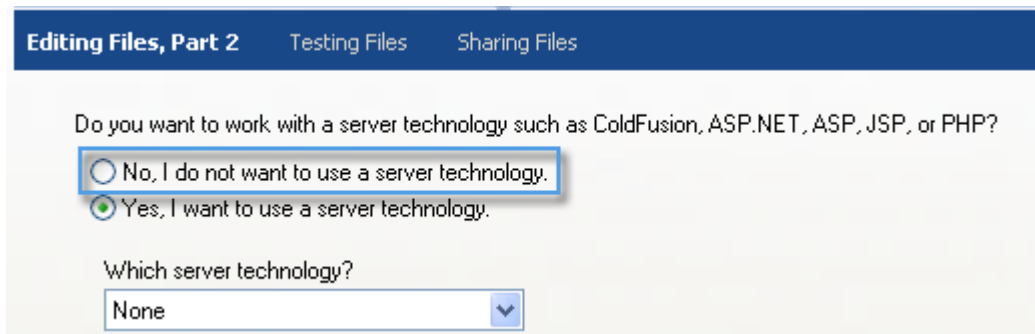 Editing Files, Part 2 Testing Files Sharing Files
Do you want to work with a server technology such as ColdFusion, ASP.NET, ASP, JSP, or PHP?
No, I do not want to use a server technology.
Yes, I want to use a server technology.
Which server technology?
None